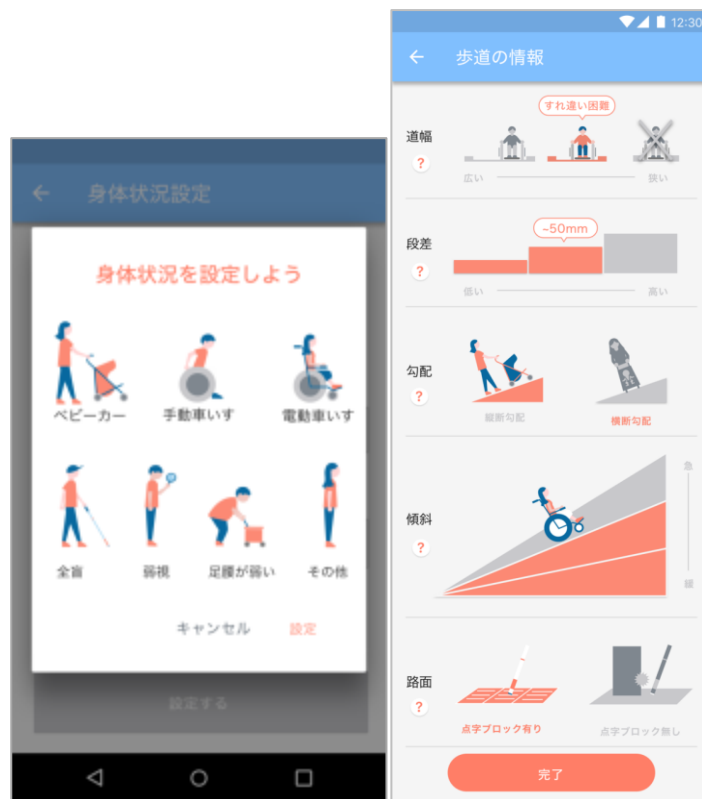 身体状況設定
身体状況を設定しよう
ベビーカー
手動車いす
電動車いす
全盲
弱視
足腰が弱い
その他
キャンセル
設定
設定する
12:30
歩道の情報
道幅
?
すれ違い困難
広い
狭い
段差
?
~50mm
低い
高い
勾配
?
縦断勾配
横断勾配
傾斜
?
急
緩
路面
?
点字ブロック有り
点字ブロック無し
完了